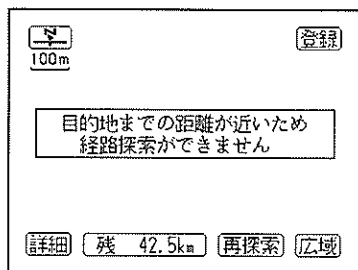 N
100m
登録
目的地までの距離が近いため
経路探索ができません
詳細 残 42.5km 再探索 広域